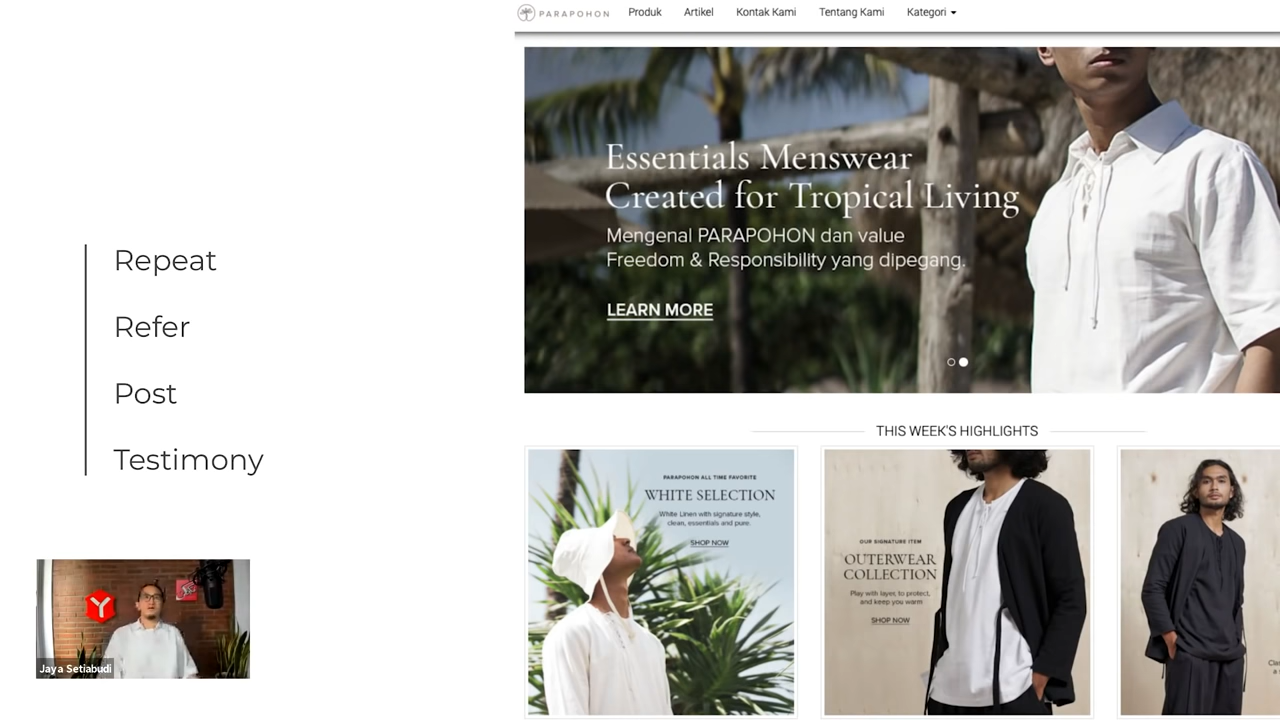 Repeat
Refer
Post
Testimony
Jaya Setiabudi
PARAPOHON
Produk
Artikel
Kontak Kami
Tentang Kami
Kategori
Essentials Menswear
Created for Tropical Living
Mengenal PARAPOHON dan value
Freedom & Responsibility yang dipegang.
LEARN MORE
THIS WEEK'S HIGHLIGHTS
PARAPOHON ALL TIME FAVORITE
WHITE SELECTION
White Linen with signature style,
clean, essentials and pure.
SHOP NOW
OUR SIGNATURE ITEM
OUTERWEAR
COLLECTION
Play with layer, to protect,
and keep you warm
SHOP NOW